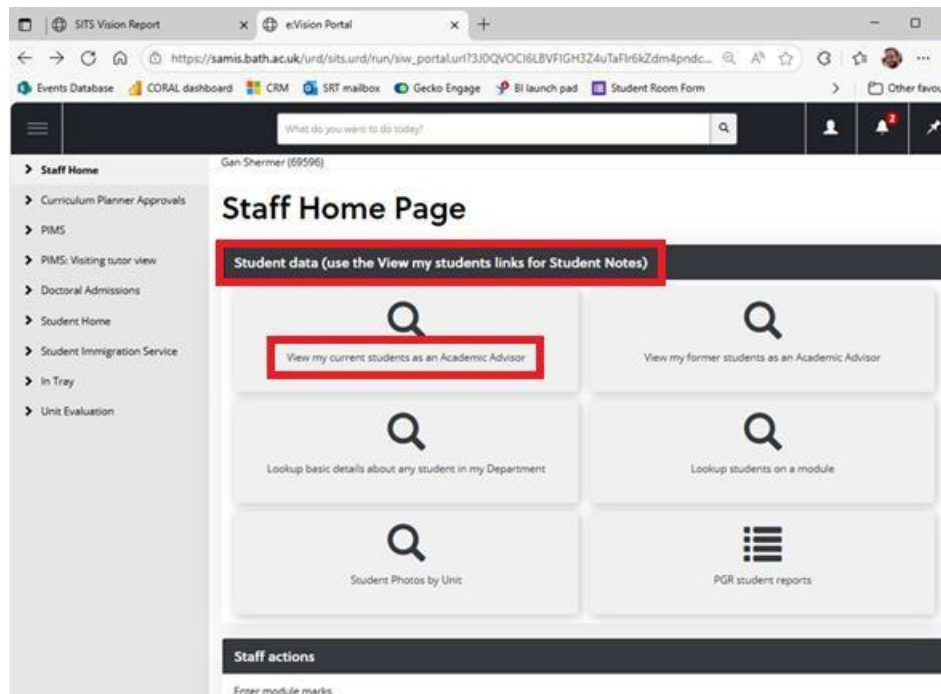 SITS Vision Report
e:Vision Portal
https://samis.bath.ac.uk/urd/sits.urd/run/siw_portal.url?
Events Database
CORAL dashboard
CRM
SRT mailbox
Gecko Engage
BI launch pad
Student Room Form
Other favou
What do you want to do today?
2
Staff Home
Curriculum Planner Approvals
PIMS
PIMS: Visiting tutor view
Doctoral Admissions
Student Home
Student Immigration Service
In Tray
Unit Evaluation
Gan Shermer (69596)
Staff Home Page
Student data (use the View my students links for Student Notes)
View my current students as an Academic Advisor
View my former students as an Academic Advisor
Lookup basic details about any student in my Department
Lookup students on a module
Student Photos by Unit
PGR student reports
Staff actions
Enter module marks